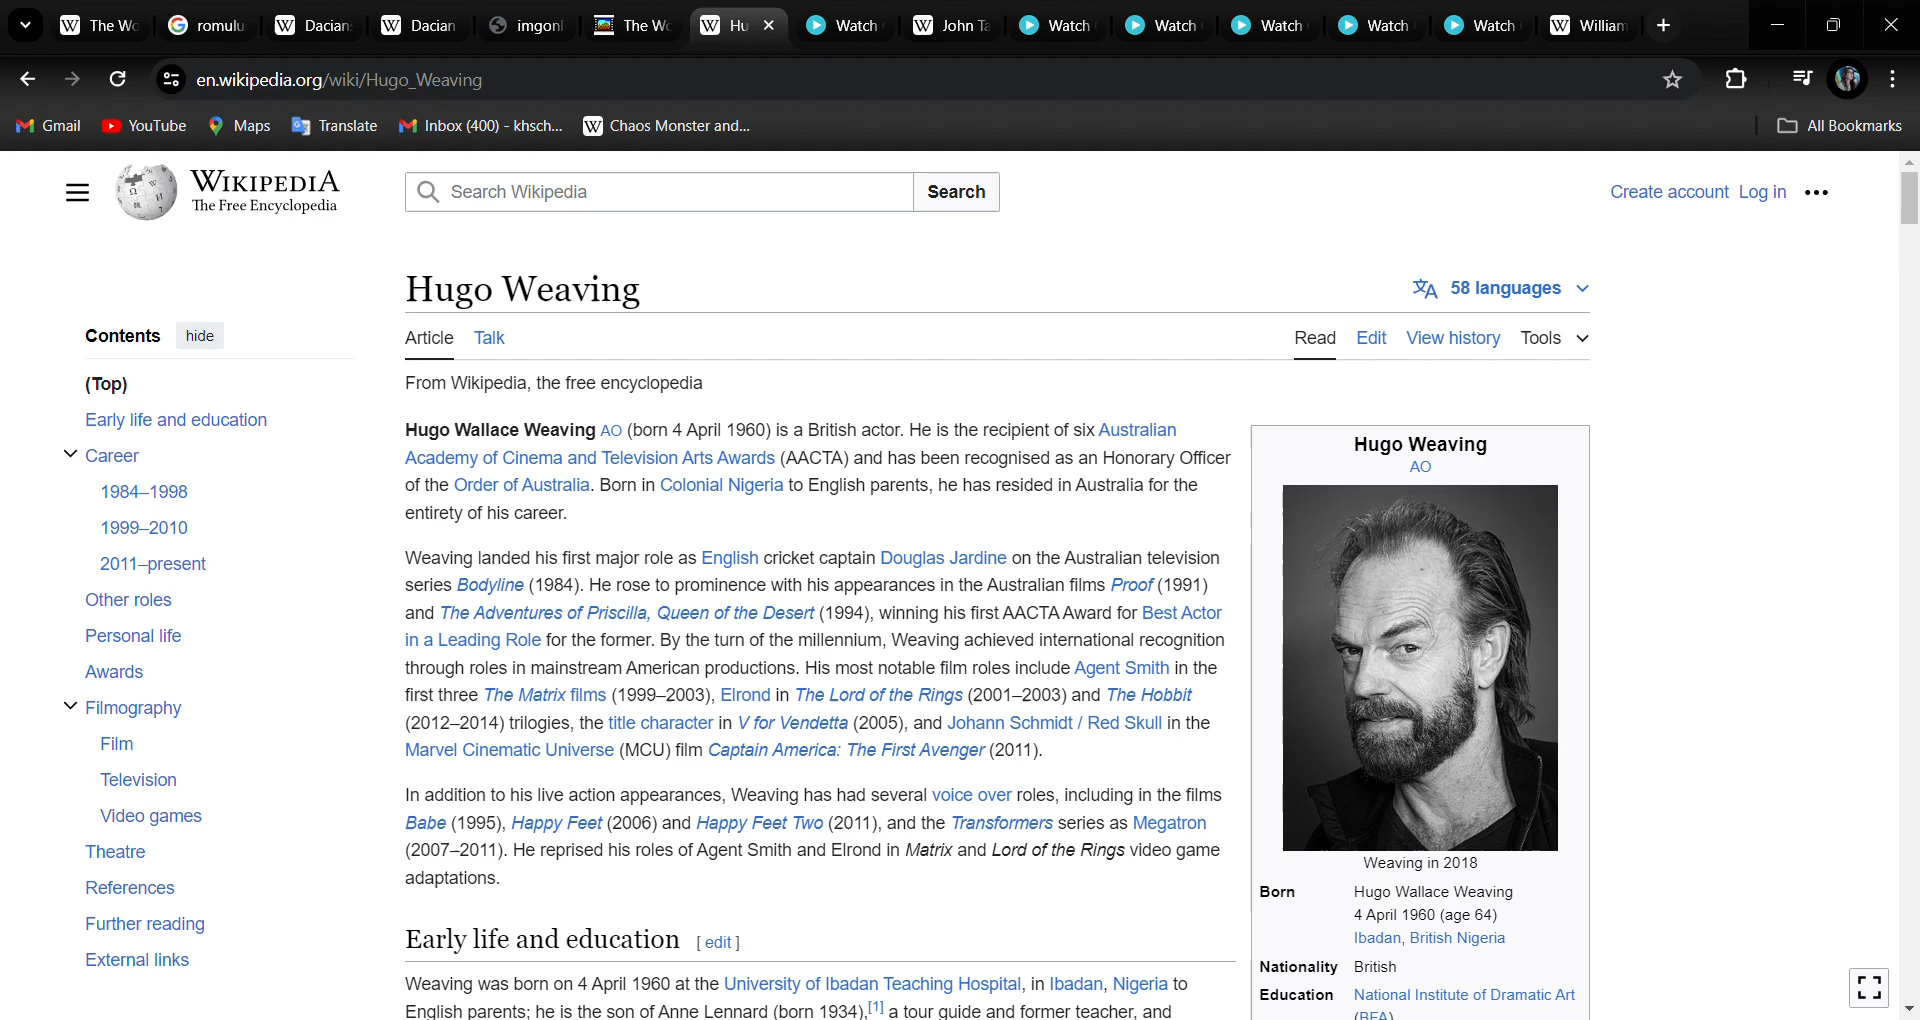 The Wo
romulu
Dacian
Dacian
imgonl
The Wo
Hu
Watch
John Ta
Watch
Watch
Watch
Watch
Watch
William
en.wikipedia.org/wiki/Hugo_Weaving
Gmail YouTube Maps Translate Inbox (400) - khsch... Chaos Monster and... All Bookmarks
WIKIPEDIA
The Free Encyclopedia
Search Wikipedia Search
Create account Log in
Hugo Weaving
58 languages
Contents hide
(Top)
Early life and education
Career
1984–1998
1999–2010
2011–present
Other roles
Personal life
Awards
Filmography
Film
Television
Video games
Theatre
References
Further reading
External links
Article Talk Read Edit View history Tools
From Wikipedia, the free encyclopedia
Hugo Wallace Weaving AO (born 4 April 1960) is a British actor. He is the recipient of six Australian
Academy of Cinema and Television Arts Awards (AACTA) and has been recognised as an Honorary Officer
of the Order of Australia. Born in Colonial Nigeria to English parents, he has resided in Australia for the
entirety of his career.
Weaving landed his first major role as English cricket captain Douglas Jardine on the Australian television
series Bodyline (1984). He rose to prominence with his appearances in the Australian films Proof (1991)
and The Adventures of Priscilla, Queen of the Desert (1994), winning his first AACTA Award for Best Actor
in a Leading Role for the former. By the turn of the millennium, Weaving achieved international recognition
through roles in mainstream American productions. His most notable film roles include Agent Smith in the
first three The Matrix films (1999–2003), Elrond in The Lord of the Rings (2001–2003) and The Hobbit
(2012–2014) trilogies, the title character in V for Vendetta (2005), and Johann Schmidt / Red Skull in the
Marvel Cinematic Universe (MCU) film Captain America: The First Avenger (2011).
In addition to his live action appearances, Weaving has had several voice over roles, including in the films
Babe (1995), Happy Feet (2006) and Happy Feet Two (2011), and the Transformers series as Megatron
(2007–2011). He reprised his roles of Agent Smith and Elrond in Matrix and Lord of the Rings video game
adaptations.
Early life and education [ edit ]
Weaving was born on 4 April 1960 at the University of Ibadan Teaching Hospital, in Ibadan, Nigeria to
English parents; he is the son of Anne Lennard (born 1934),[1] a tour guide and former teacher, and
Hugo Weaving
AO
Weaving in 2018
Born Hugo Wallace Weaving
4 April 1960 (age 64)
Ibadan, British Nigeria
Nationality British
Education National Institute of Dramatic Art
(BFA)